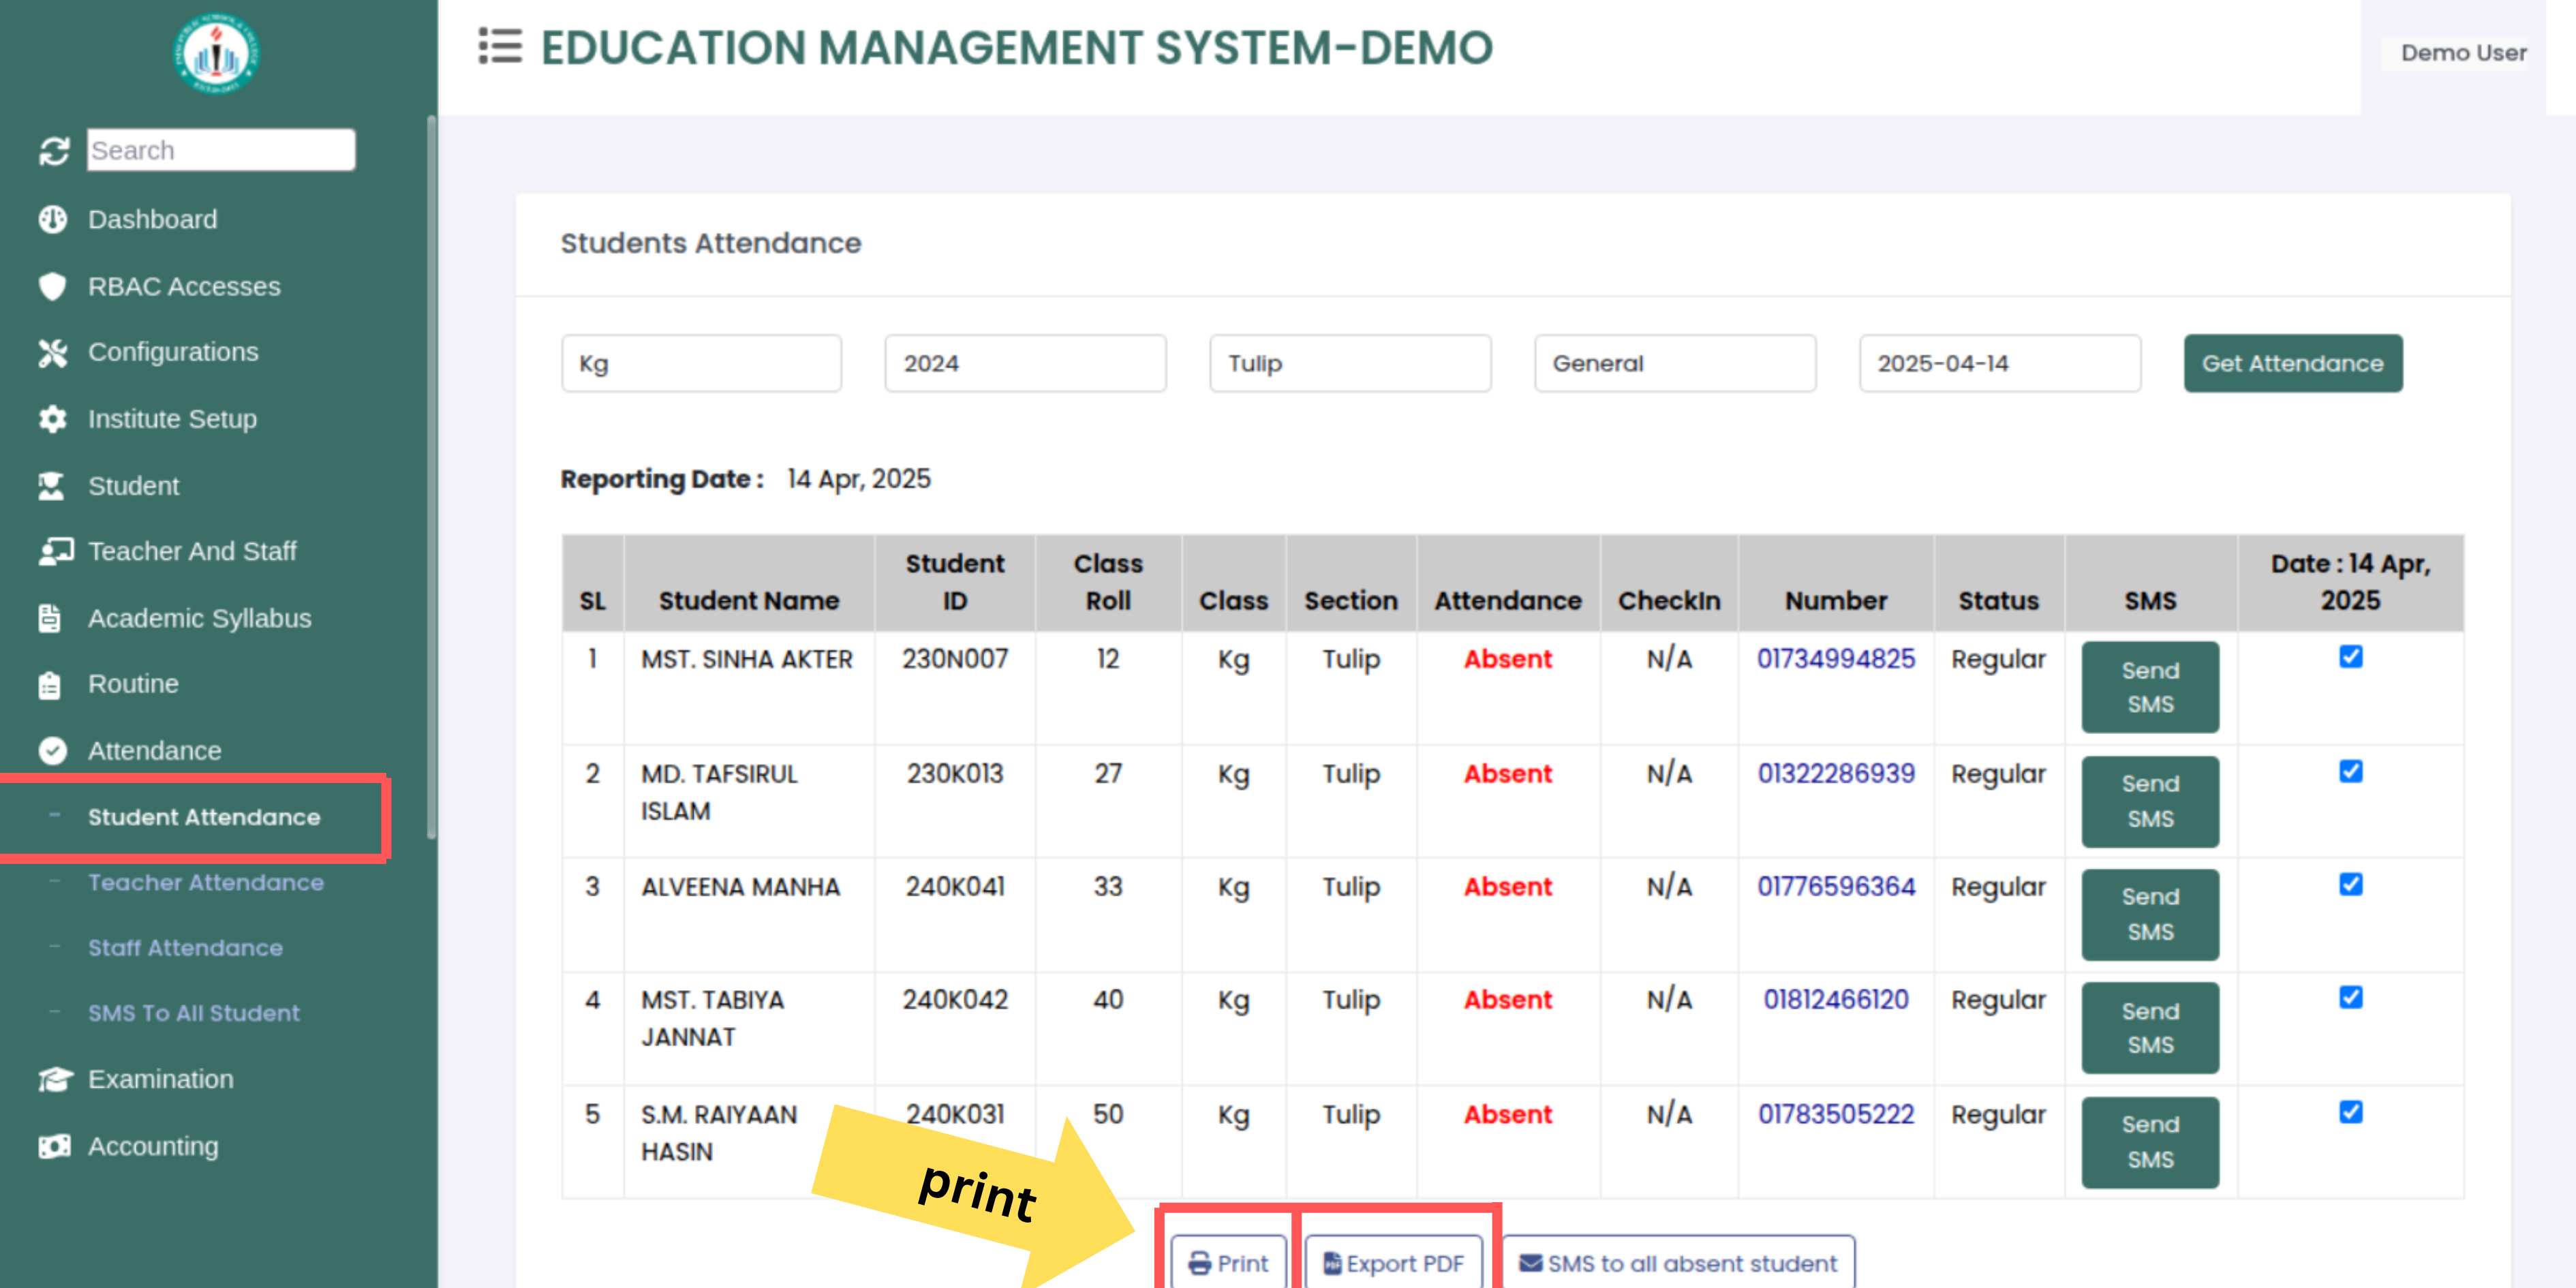 EDUCATION MANAGEMENT SYSTEM-DEMO
Demo User
Search
Dashboard
RBAC Accesses
Configurations
Institute Setup
Student
Teacher And Staff
Academic Syllabus
Routine
Attendance
- Student Attendance
- Teacher Attendance
- Staff Attendance
- SMS To All Student
Examination
Accounting
Students Attendance
Kg 2024 Tulip General 2025-04-14 Get Attendance
Reporting Date : 14 Apr, 2025
SL Student Name Student ID Class Roll Class Section Attendance CheckIn Number Status SMS Date : 14 Apr, 2025
1 MST. SINHA AKTER 230N007 12 Kg Tulip Absent N/A 01734994825 Regular Send SMS
2 MD. TAFSIRUL ISLAM 230K013 27 Kg Tulip Absent N/A 01322286939 Regular Send SMS
3 ALVEENA MANHA 240K041 33 Kg Tulip Absent N/A 01776596364 Regular Send SMS
4 MST. TABIYA JANNAT 240K042 40 Kg Tulip Absent N/A 01812466120 Regular Send SMS
5 S.M. RAIYAAN HASIN 240K031 50 Kg Tulip Absent N/A 01783505222 Regular Send SMS
print
Print Export PDF SMS to all absent student